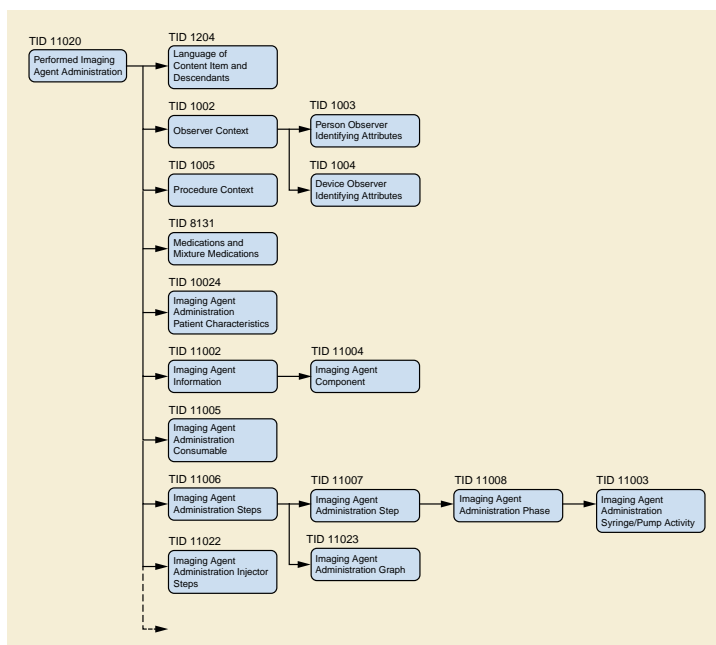 TID 11020
Performed Imaging
Agent Administration
TID 1204
Language of
Content Item and
Descendants
TID 1002
Observer Context
TID 1003
Person Observer
Identifying Attributes
TID 1005
Procedure Context
TID 1004
Device Observer
Identifying Attributes
TID 8131
Medications and
Mixture Medications
TID 10024
Imaging Agent
Administration
Patient Characteristics
TID 11002
Imaging Agent
Information
TID 11004
Imaging Agent
Component
TID 11005
Imaging Agent
Administration
Consumable
TID 11006
Imaging Agent
Administration Steps
TID 11007
Imaging Agent
Administration Step
TID 11008
Imaging Agent
Administration Phase
TID 11003
Imaging Agent
Administration
Syringe/Pump Activity
TID 11022
Imaging Agent
Administration Injector
Steps
TID 11023
Imaging Agent
Administration Graph